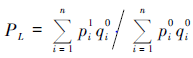 P_L = \sum_{i=1}^{n} p_i^1 q_i^0 / \sum_{i=1}^{n} p_i^0 q_i^0